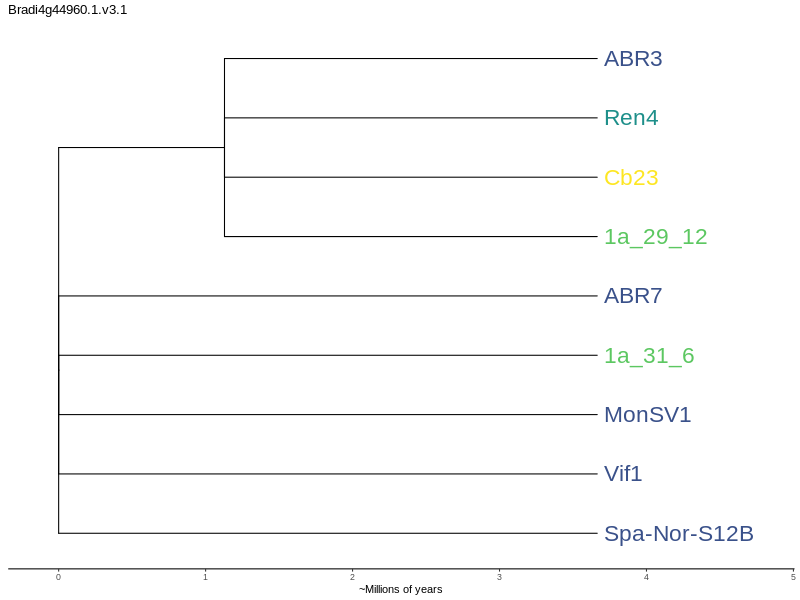 Bradi4g44960.1.v3.1
ABR3
Ren4
Cb23
1a_29_12
ABR7
1a_31_6
MonSV1
Vif1
Spa-Nor-S12B
0 1 2 3 4 5
~Millions of years